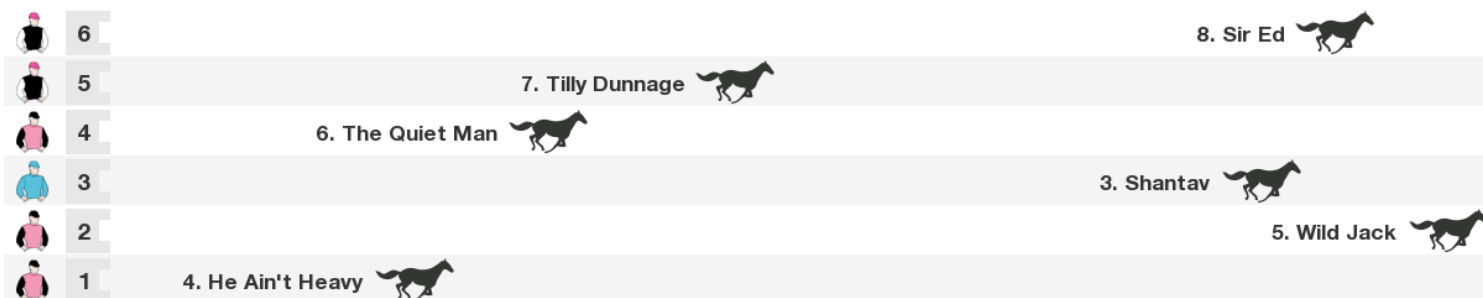 6 8. Sir Ed
5 7. Tilly Dunnage
4 6. The Quiet Man
3 3. Shantav
2 5. Wild Jack
1 4. He Ain't Heavy